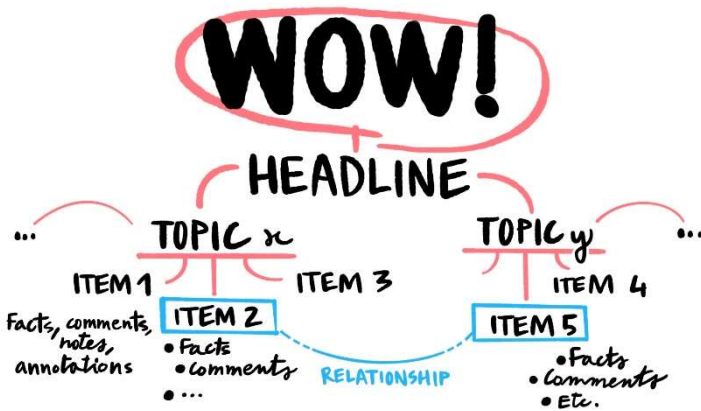 WOW!
HEADLINE
...
TOPIC x
TOPIC y
...
ITEM 1
ITEM 3
ITEM 4
Facts, comments,
notes,
annotations
ITEM 2
• Facts
• comments
• ...
RELATIONSHIP
ITEM 5
• Facts
• Comments
• Etc.